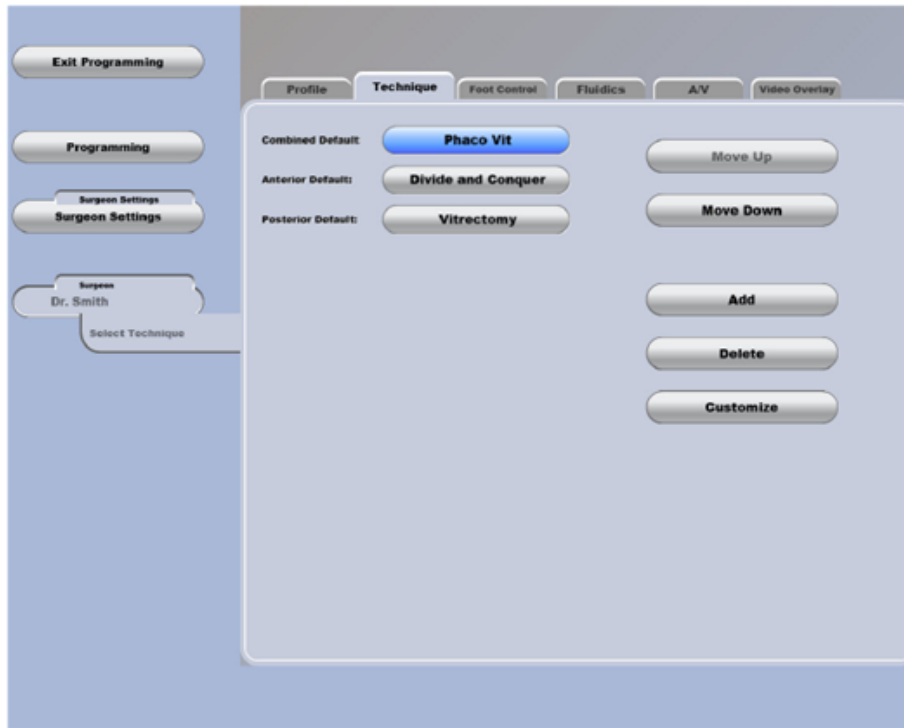 Exit Programming
Programming
Surgeon Settings
Surgeon Settings
Surgeon
Dr. Smith
Select Technique
Profile
Technique
Foot Control
Fluidics
A/V
Video Overlay
Combined Default
Phaco Vit
Anterior Default:
Divide and Conquer
Posterior Default:
Vitrectomy
Move Up
Move Down
Add
Delete
Customize